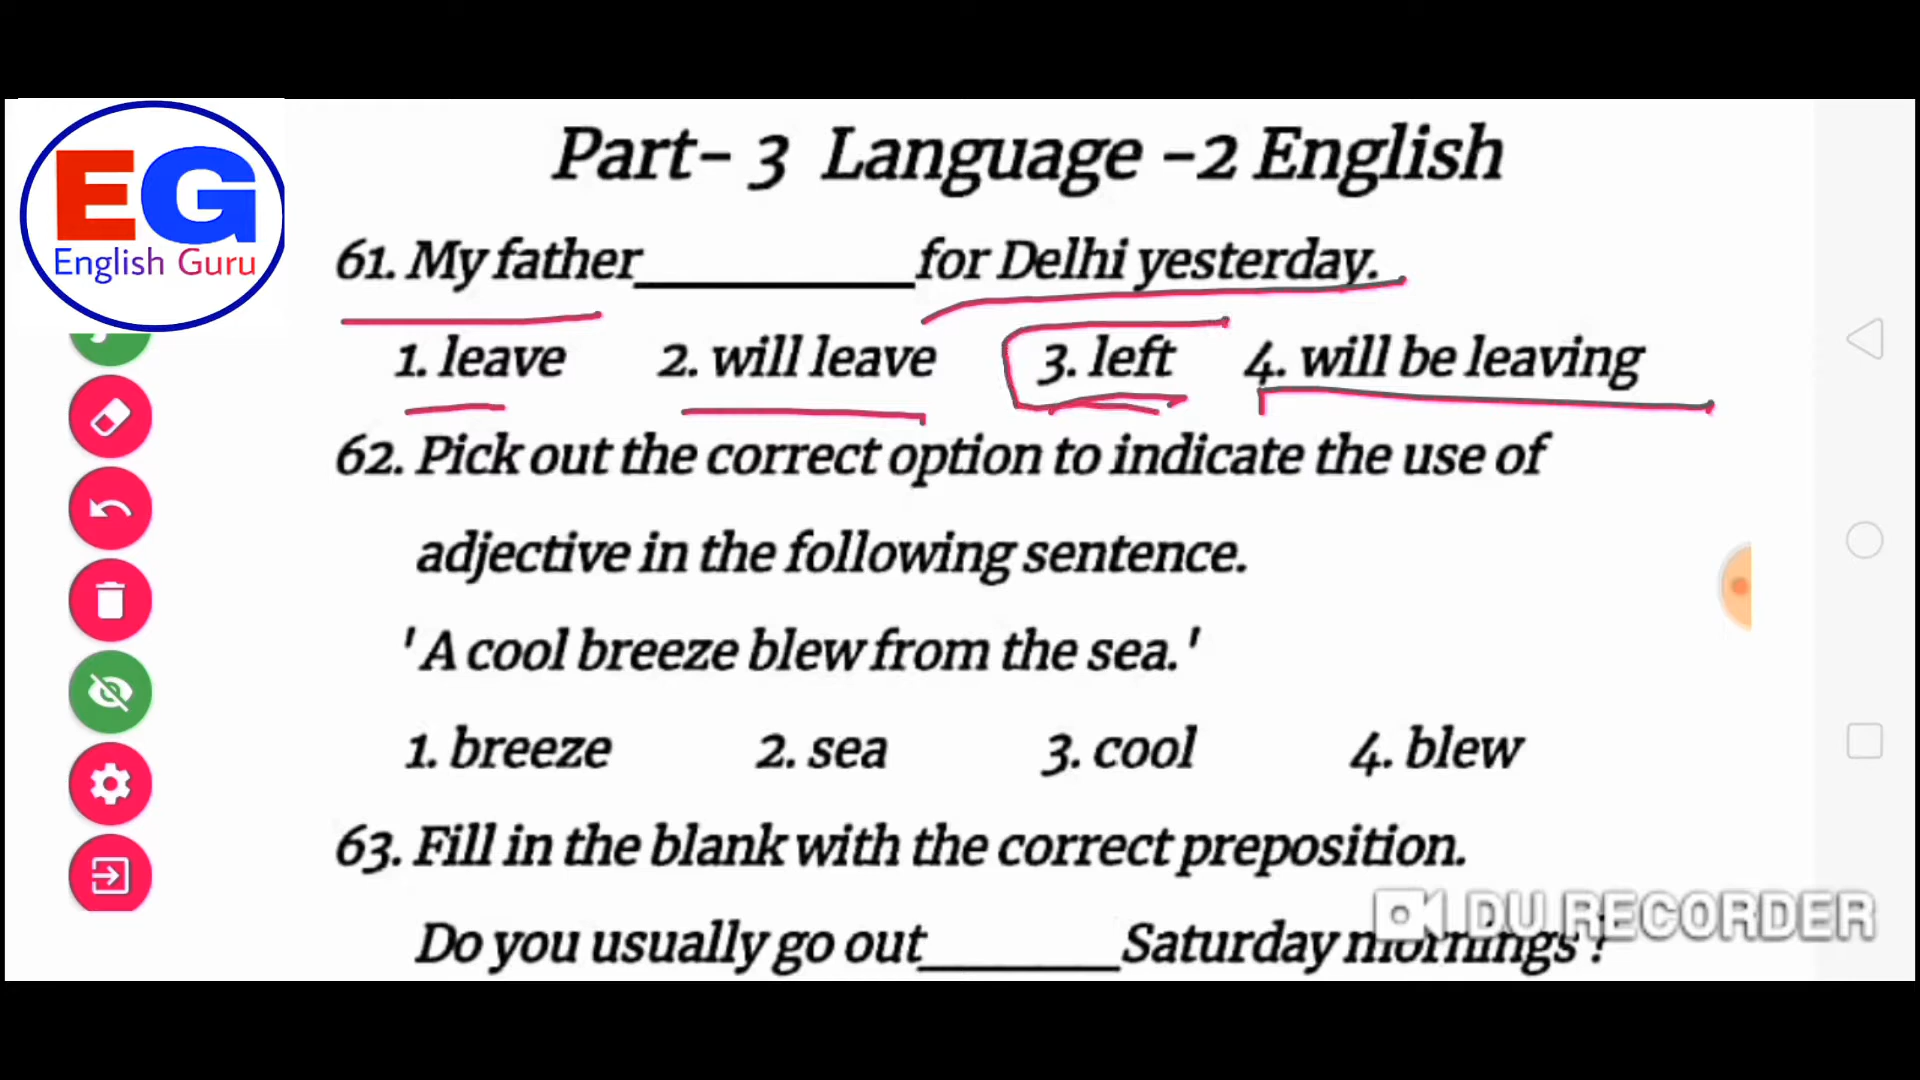 EG
English Guru
Part- 3 Language -2 English
61. My father__________for Delhi yesterday.
1. leave 2. will leave 3. left 4. will be leaving
62. Pick out the correct option to indicate the use of
adjective in the following sentence.
' A cool breeze blew from the sea.'
1. breeze 2. sea 3. cool 4. blew
63. Fill in the blank with the correct preposition.
DU RECORDER
Do you usually go out_______Saturday mornings ?